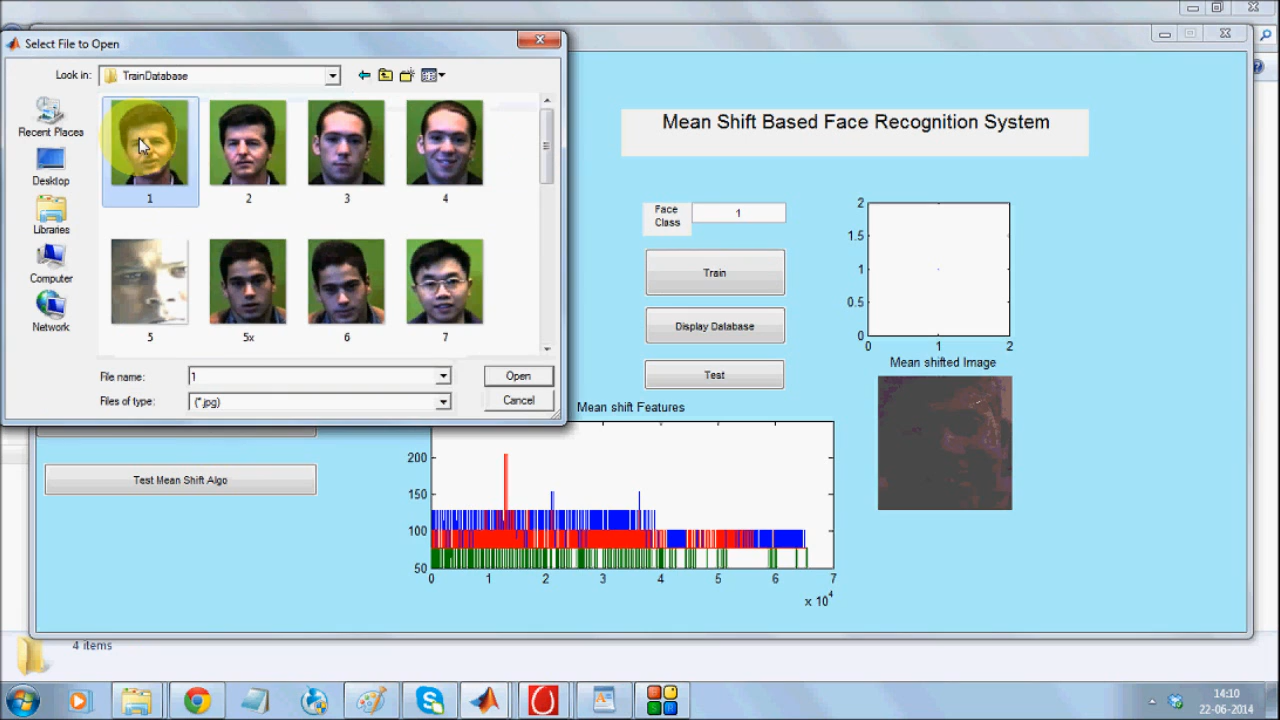 Select File to Open
Look in:
TrainDatabase
Recent Places
Desktop
Libraries
Computer
Network
1
2
3
4
5
5x
6
7
File name:
1
Open
Files of type:
(*.jpg)
Cancel
Mean Shift Based Face Recognition System
Face
Class
1
Train
Display Database
Test
2
1.5
1
0.5
0
0
1
2
Mean shifted Image
Test Mean Shift Algo
Mean shift Features
200
150
100
50
0
1
2
3
4
5
6
7
x 10^4
4 items
14:10
22-06-2014